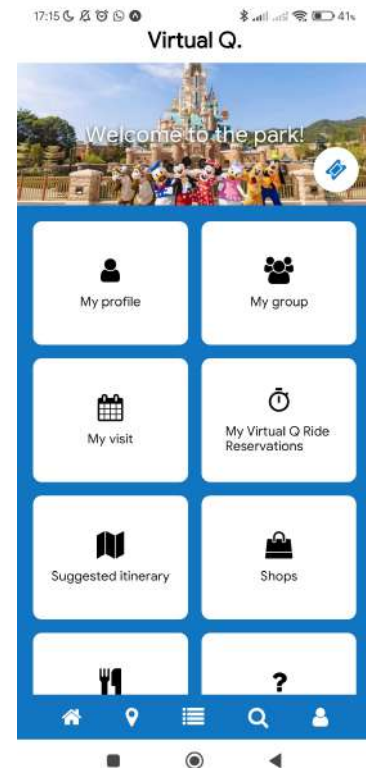 17:15
41%
Virtual Q.
Welcome to the park!
My profile
My group
My visit
My Virtual Q Ride
Reservations
Suggested itinerary
Shops
?